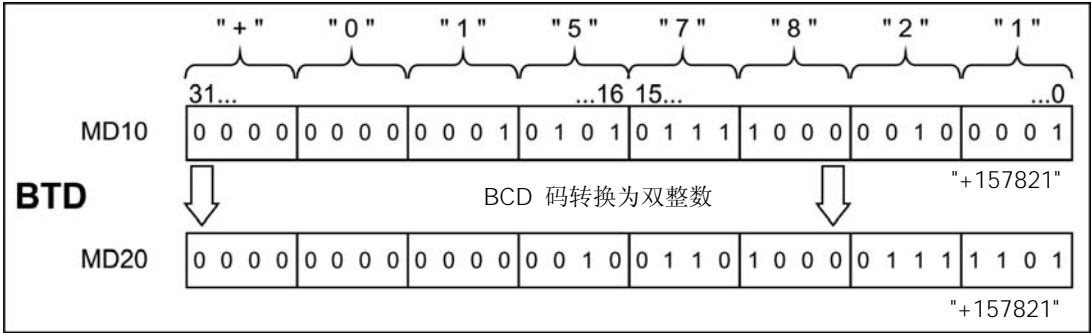 "+" "0" "1" "5" "7" "8" "2" "1"
31... ...16 15... ...0
MD10 0 0 0 0 0 0 0 0 0 0 0 1 0 1 0 1 0 1 1 1 1 0 0 0 0 0 1 0 0 0 0 1
"+157821"
BTD BCD 码转换为双整数
MD20 0 0 0 0 0 0 0 0 0 0 0 0 0 0 1 0 0 1 1 0 1 0 0 0 0 1 1 1 1 1 0 1
"+157821"